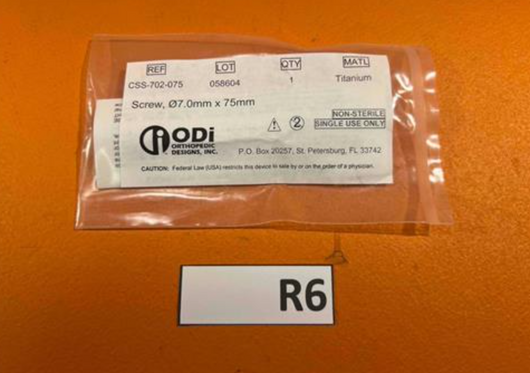 REF LOT QTY MATL
CSS-702-075 058604 1 Titanium
Screw, Ø7.0mm x 75mm
NON-STERILE
2 SINGLE USE ONLY
ODi
ORTHOPEDIC
DESIGNS, INC.
P.O. Box 20257, St. Petersburg, FL 33742
CAUTION: Federal Law (USA) restricts this device to sale by or on the order of a physician.
R6